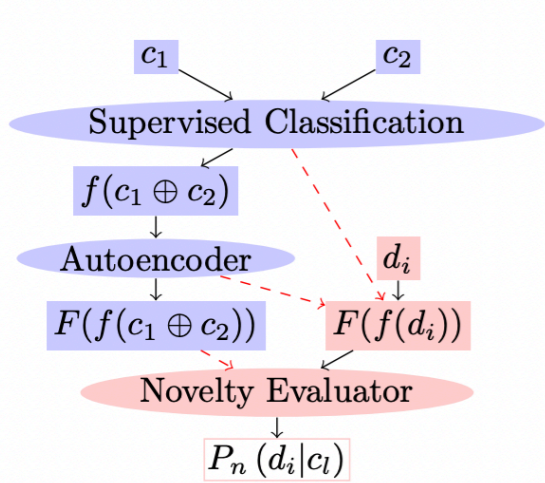 c₁ c₂
Supervised Classification
f(c₁ ⊕ c₂)
Autoencoder dᵢ
F(f(c₁ ⊕ c₂)) F(f(dᵢ))
Novelty Evaluator
Pₙ (dᵢ|cₗ)